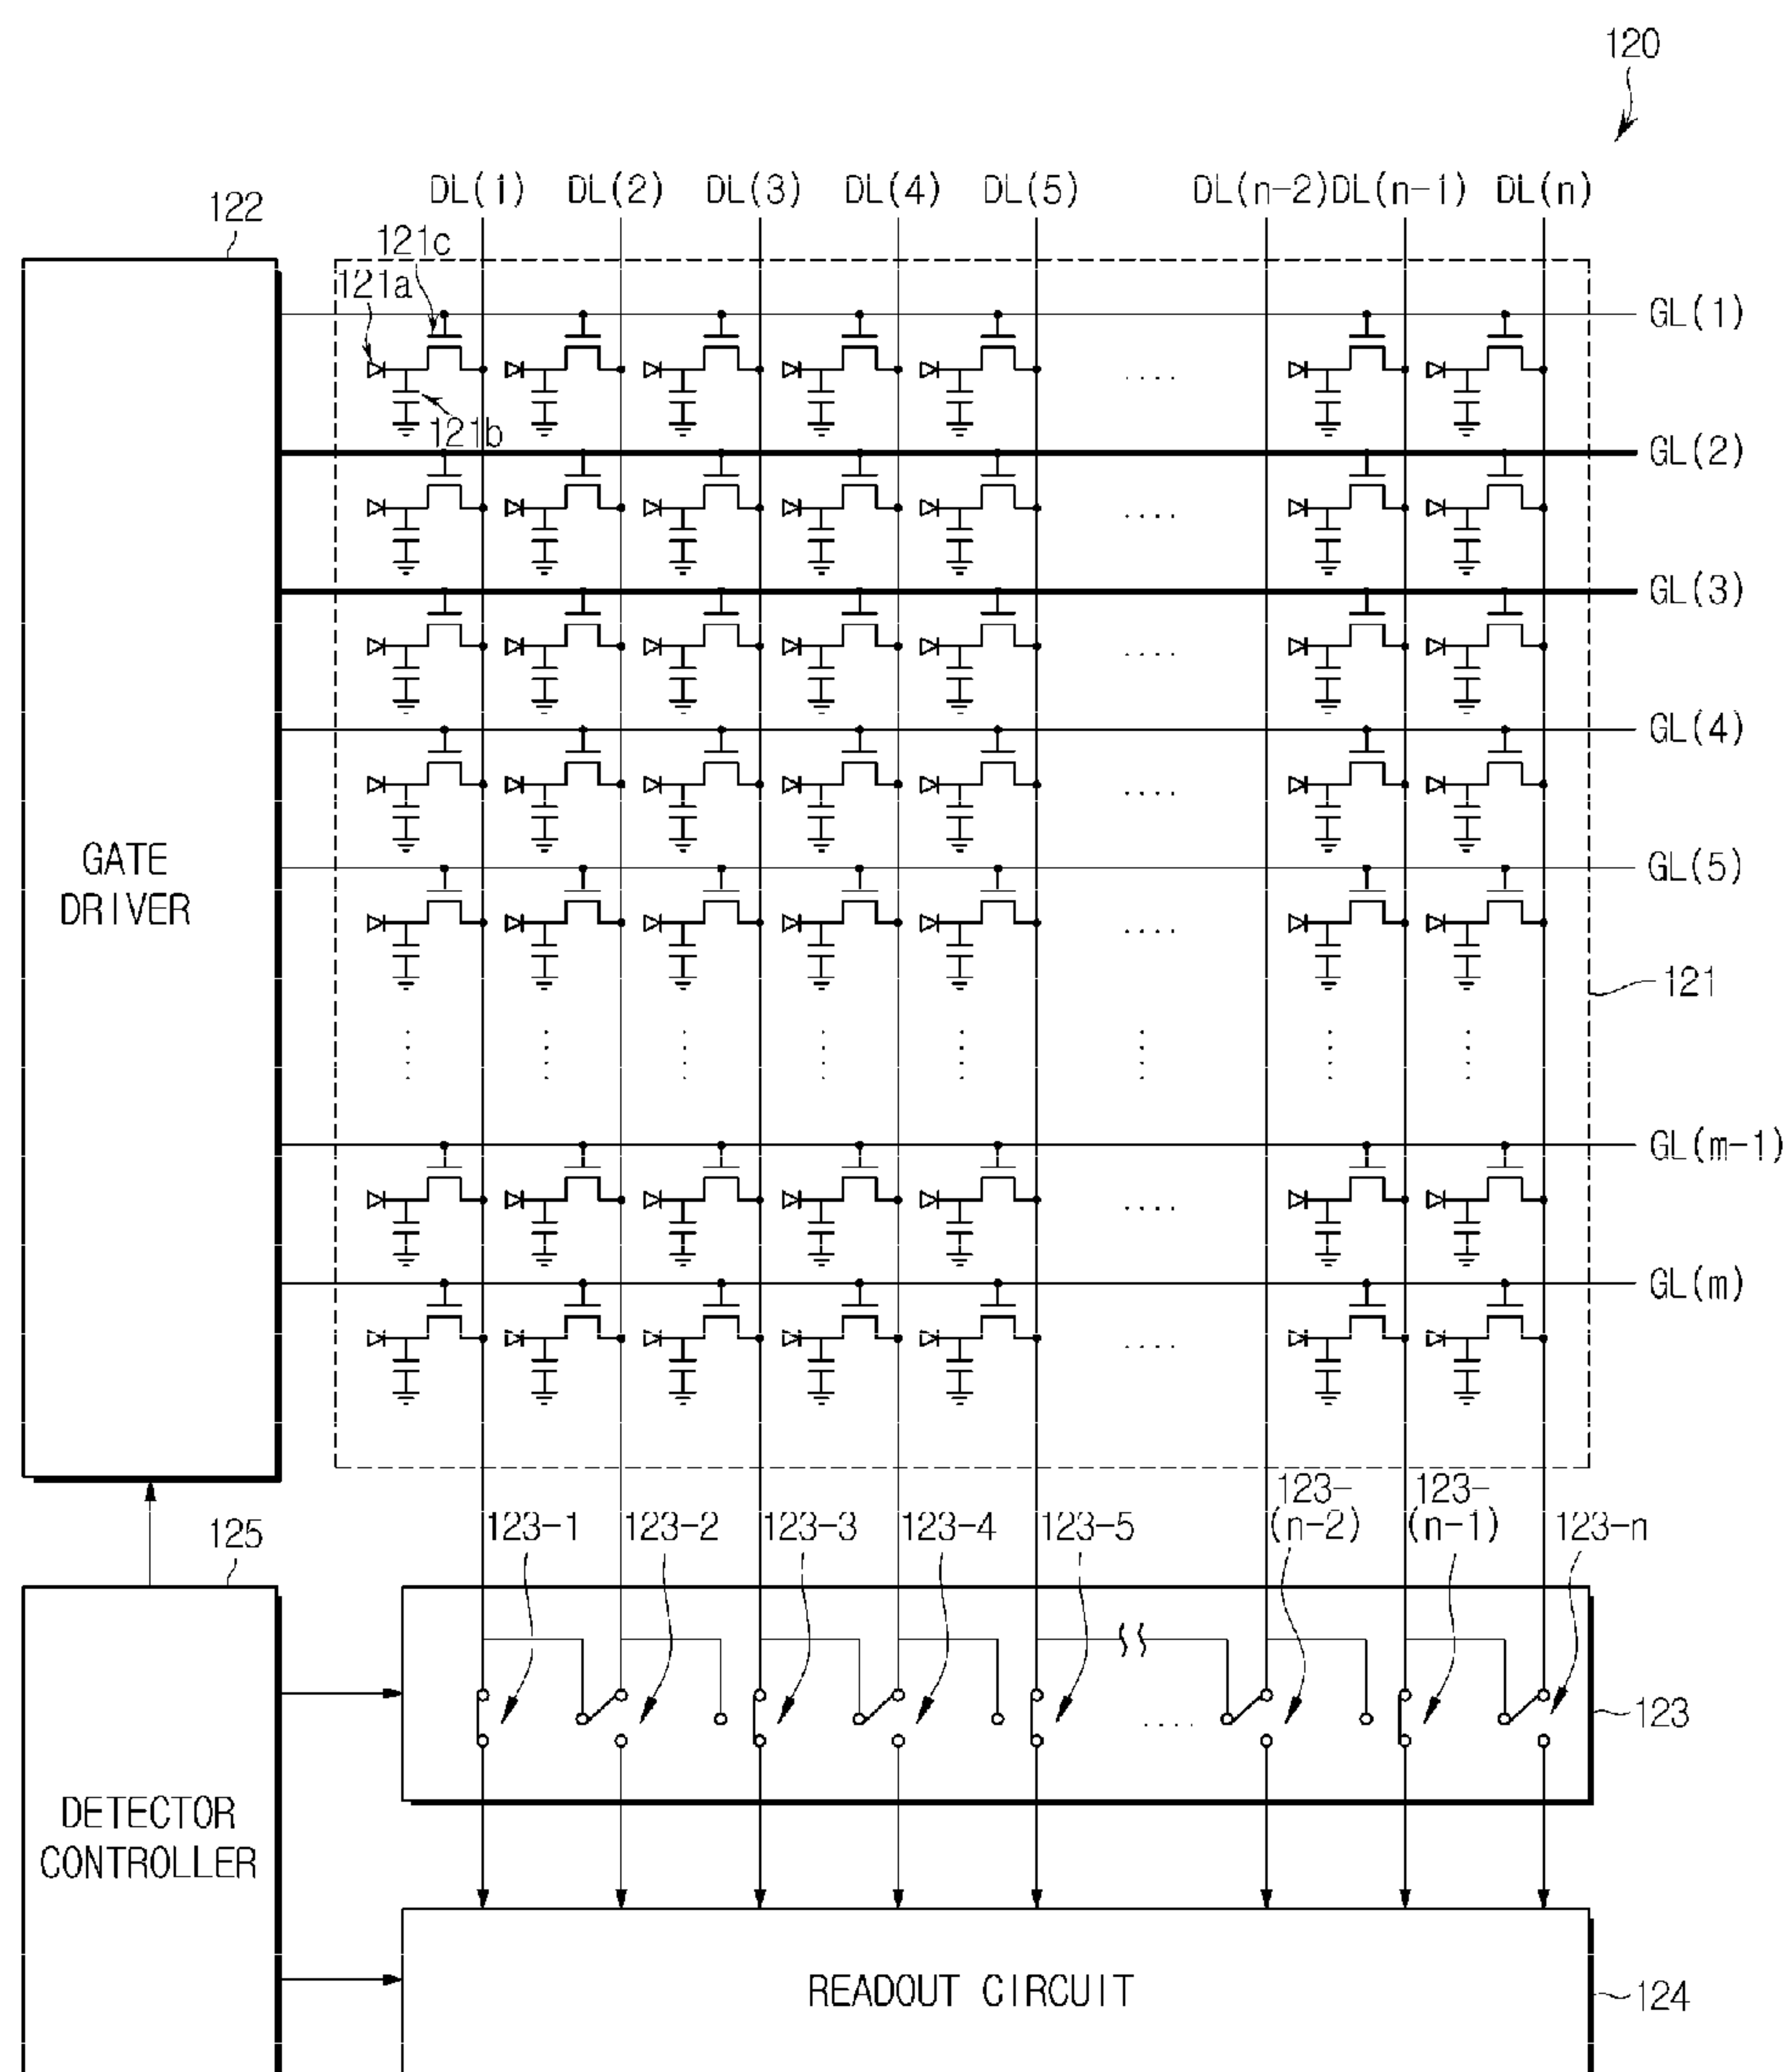 120
DL(1) DL(2) DL(3) DL(4) DL(5) DL(n-2) DL(n-1) DL(n)
122
121c
121a
GL(1)
121b
GL(2)
GL(3)
GL(4)
GATE
DRIVER
GL(5)
121
GL(m-1)
GL(m)
125
123-1 123-2 123-3 123-4 123-5 123-(n-2) 123-(n-1) 123-n
123
DETECTOR
CONTROLLER
READOUT CIRCUIT
124